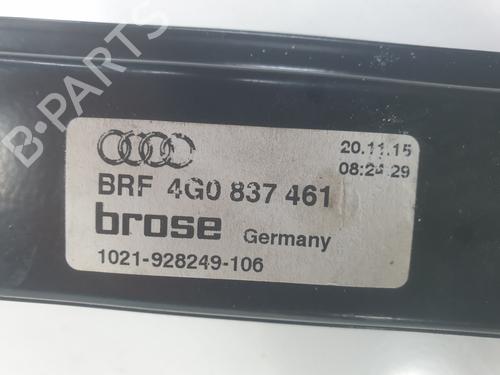 B-PARTS
20.11.15
08:24:29
BRF 4G0 837 461
brose Germany
1021-928249-106